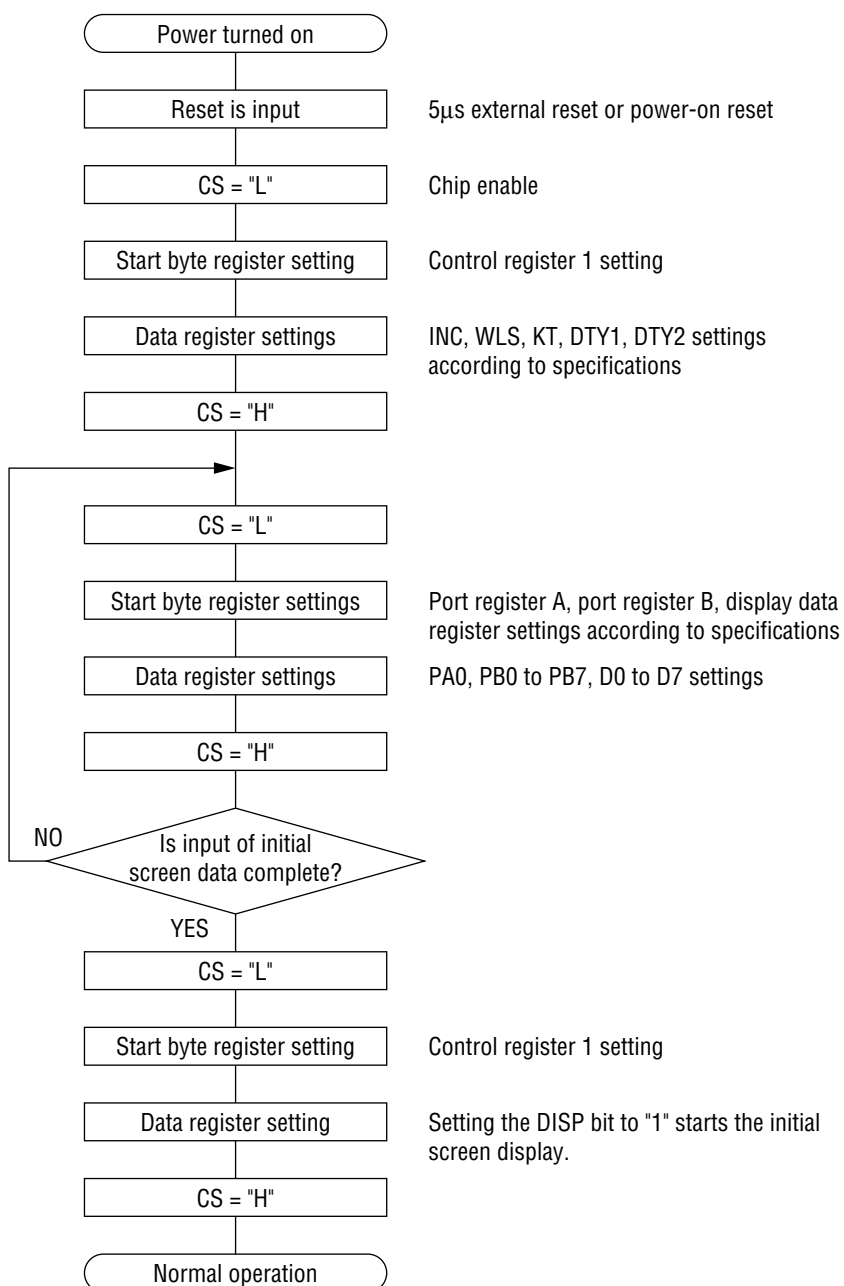 Power turned on
Reset is input
5μs external reset or power-on reset
CS = "L"
Chip enable
Start byte register setting
Control register 1 setting
Data register settings
INC, WLS, KT, DTY1, DTY2 settings
according to specifications
CS = "H"
CS = "L"
Start byte register settings
Port register A, port register B, display data
register settings according to specifications
Data register settings
PA0, PB0 to PB7, D0 to D7 settings
CS = "H"
NO
Is input of initial
screen data complete?
YES
CS = "L"
Start byte register setting
Control register 1 setting
Data register setting
Setting the DISP bit to "1" starts the initial
screen display.
CS = "H"
Normal operation